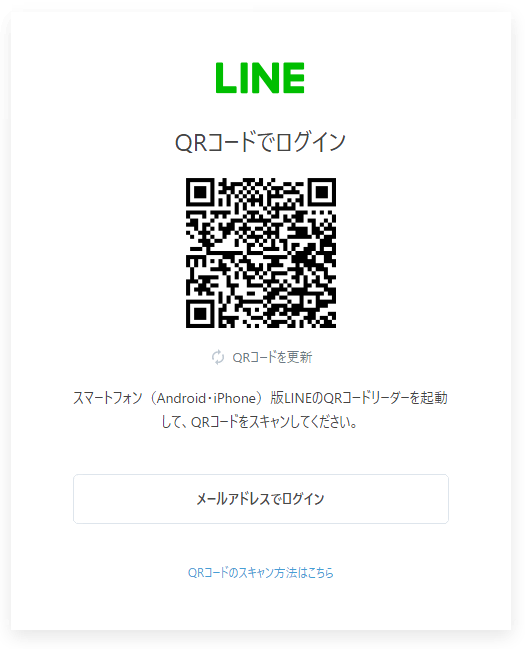 LINE
QRコードでログイン
QRコードを更新
スマートフォン（Android･iPhone）版LINEのQRコードリーダーを起動
して、QRコードをスキャンしてください。
メールアドレスでログイン
QRコードのスキャン方法はこちら